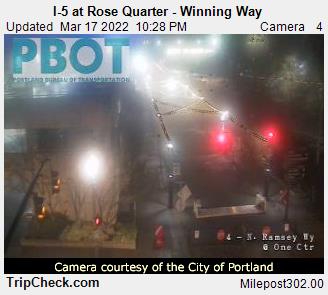 I-5 at Rose Quarter - Winning Way
Updated Mar 17 2022 10:28 PM Camera 4
PBOT
PORTLAND BUREAU OF TRANSPORTATION
4 - N. Ramsey Wy
@ One Ctr
Camera courtesy of the City of Portland
TripCheck.com Milepost302.00